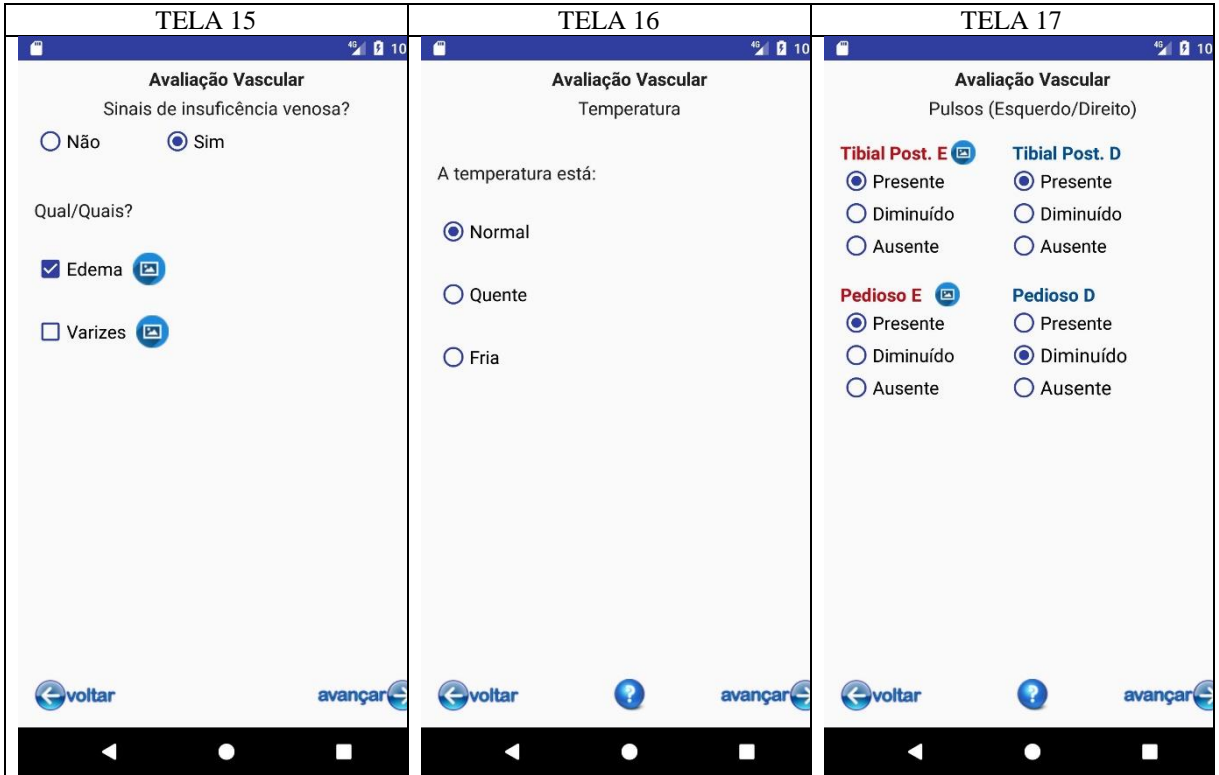 TELA 15
4G 10
Avaliação Vascular
Sinais de insuficência venosa?
Não Sim
Qual/Quais?
Edema
Varizes
voltar avançar
TELA 16
4G 10
Avaliação Vascular
Temperatura
A temperatura está:
Normal
Quente
Fria
voltar ? avançar
TELA 17
4G 10
Avaliação Vascular
Pulsos (Esquerdo/Direito)
Tibial Post. E Tibial Post. D
Presente Presente
Diminuído Diminuído
Ausente Ausente
Pedioso E Pedioso D
Presente Presente
Diminuído Diminuído
Ausente Ausente
voltar ? avançar